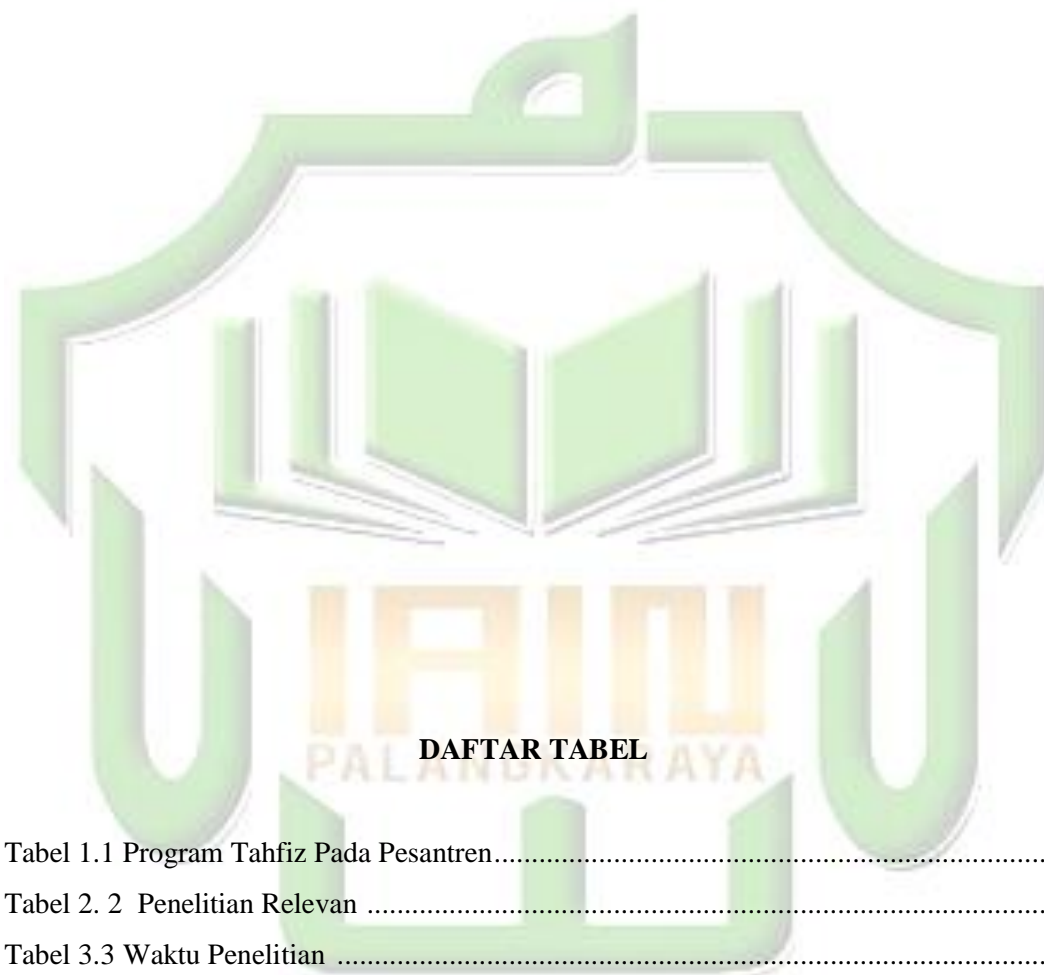 IAIN
PALANGKARAYA
DAFTAR TABEL
Tabel 1.1 Program Tahfiz Pada Pesantren..............................................................................................
Tabel 2. 2  Penelitian Relevan ..................................................................................................................
Tabel 3.3 Waktu Penelitian .......................................................................................................................